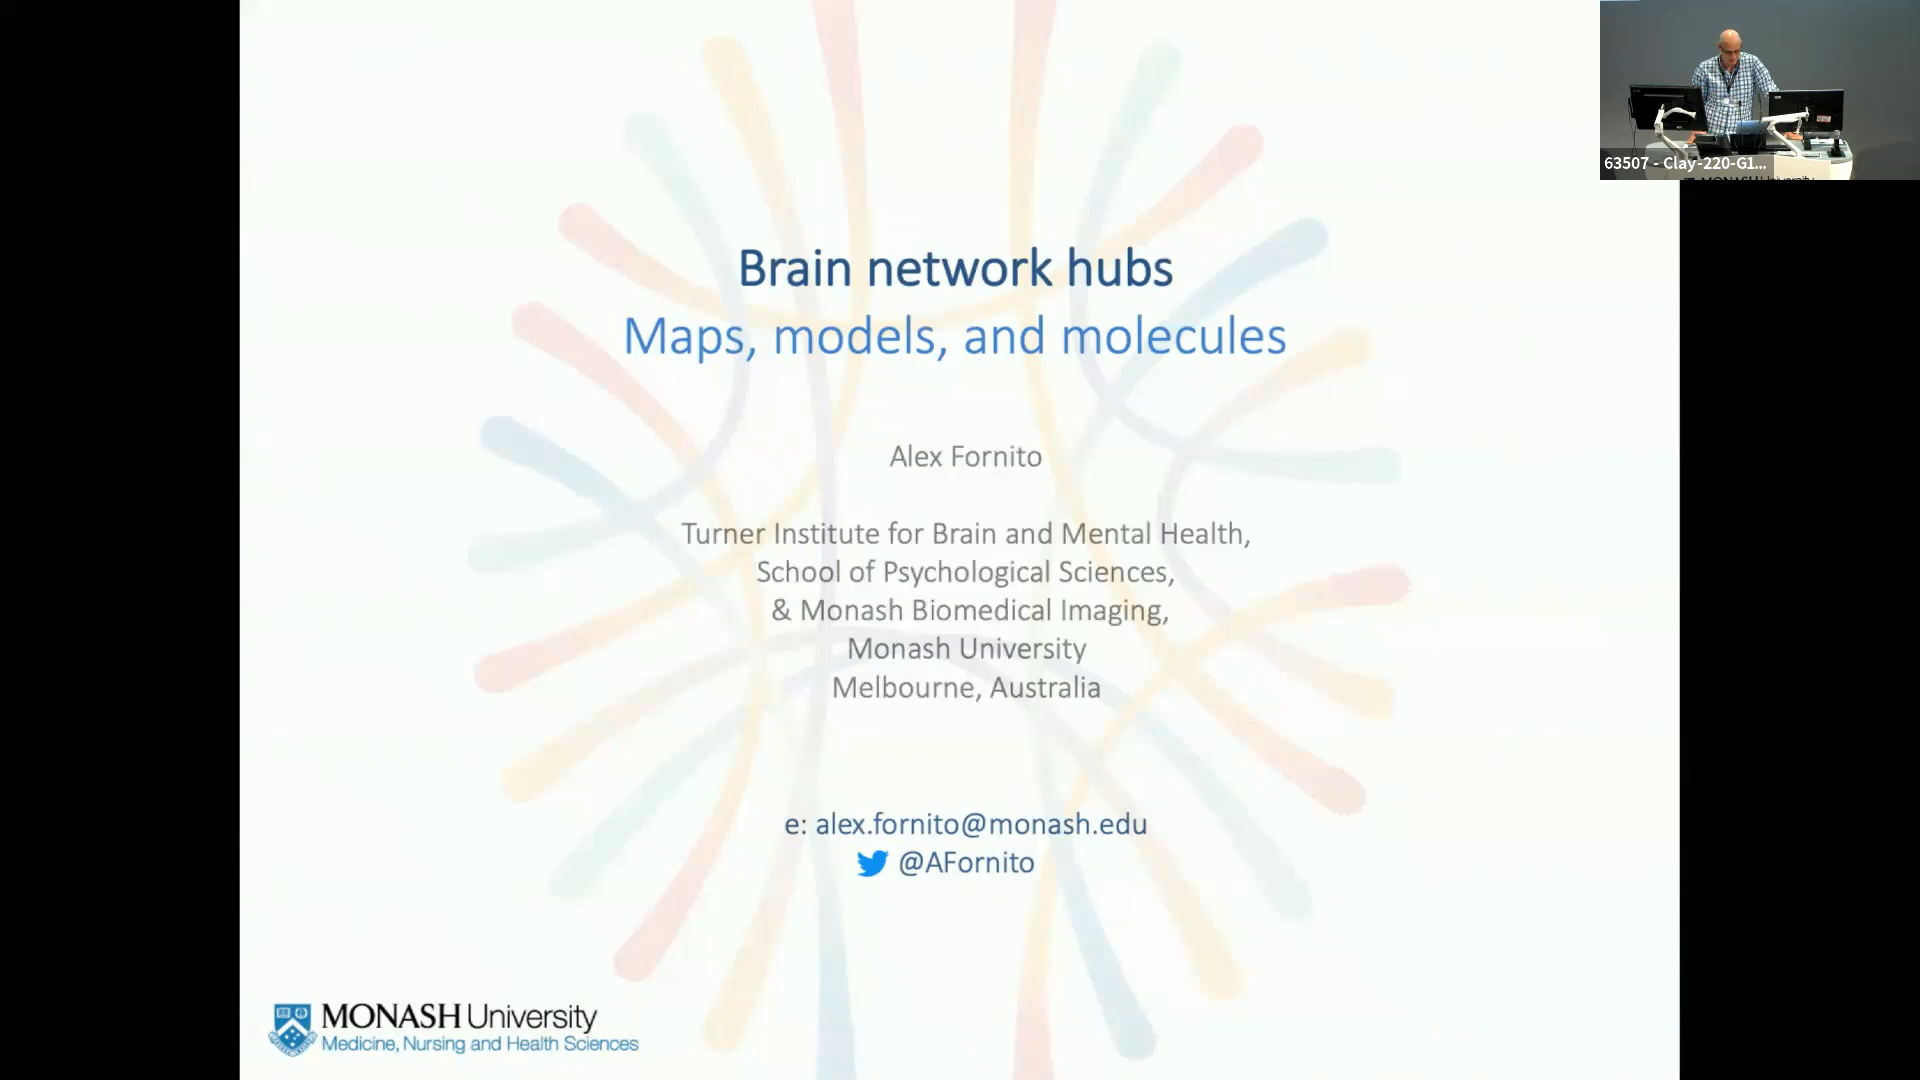 Brain network hubs
Maps, models, and molecules
Alex Fornito
Turner Institute for Brain and Mental Health,
School of Psychological Sciences,
& Monash Biomedical Imaging,
Monash University
Melbourne, Australia
e: alex.fornito@monash.edu
@AFornito
MONASH University
Medicine, Nursing and Health Sciences
63507 - Clay-220-G1...
MONASH University